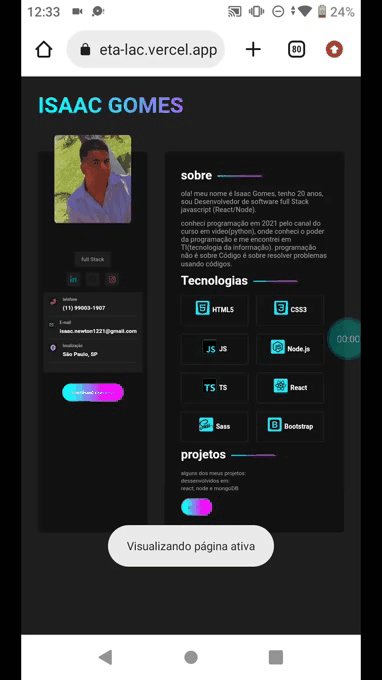 12:33
24%
eta-lac.vercel.app
80
ISAAC GOMES
full Stack
telefone
(11) 99003-1907
E-mail
isaac.newton1221@gmail.com
localização
São Paulo, SP
sobre
ola! meu nome é Isaac Gomes, tenho 20 anos,
sou Desenvolvedor de software full Stack
javascript (React/Node).
conheci programação em 2021 pelo canal do
curso em video(python), onde conheci o poder
da programação e me encontrei em
TI(tecnologia da informação). programação
não é sobre Código é sobre resolver problemas
usando códigos.
Tecnologias
HTML5
CSS3
JS JS
Node.js
TS TS
React
Sass
Bootstrap
00:00
projetos
alguns dos meus projetos:
dessenvolvidos em:
react, node e mongoDB
Visualizando página ativa